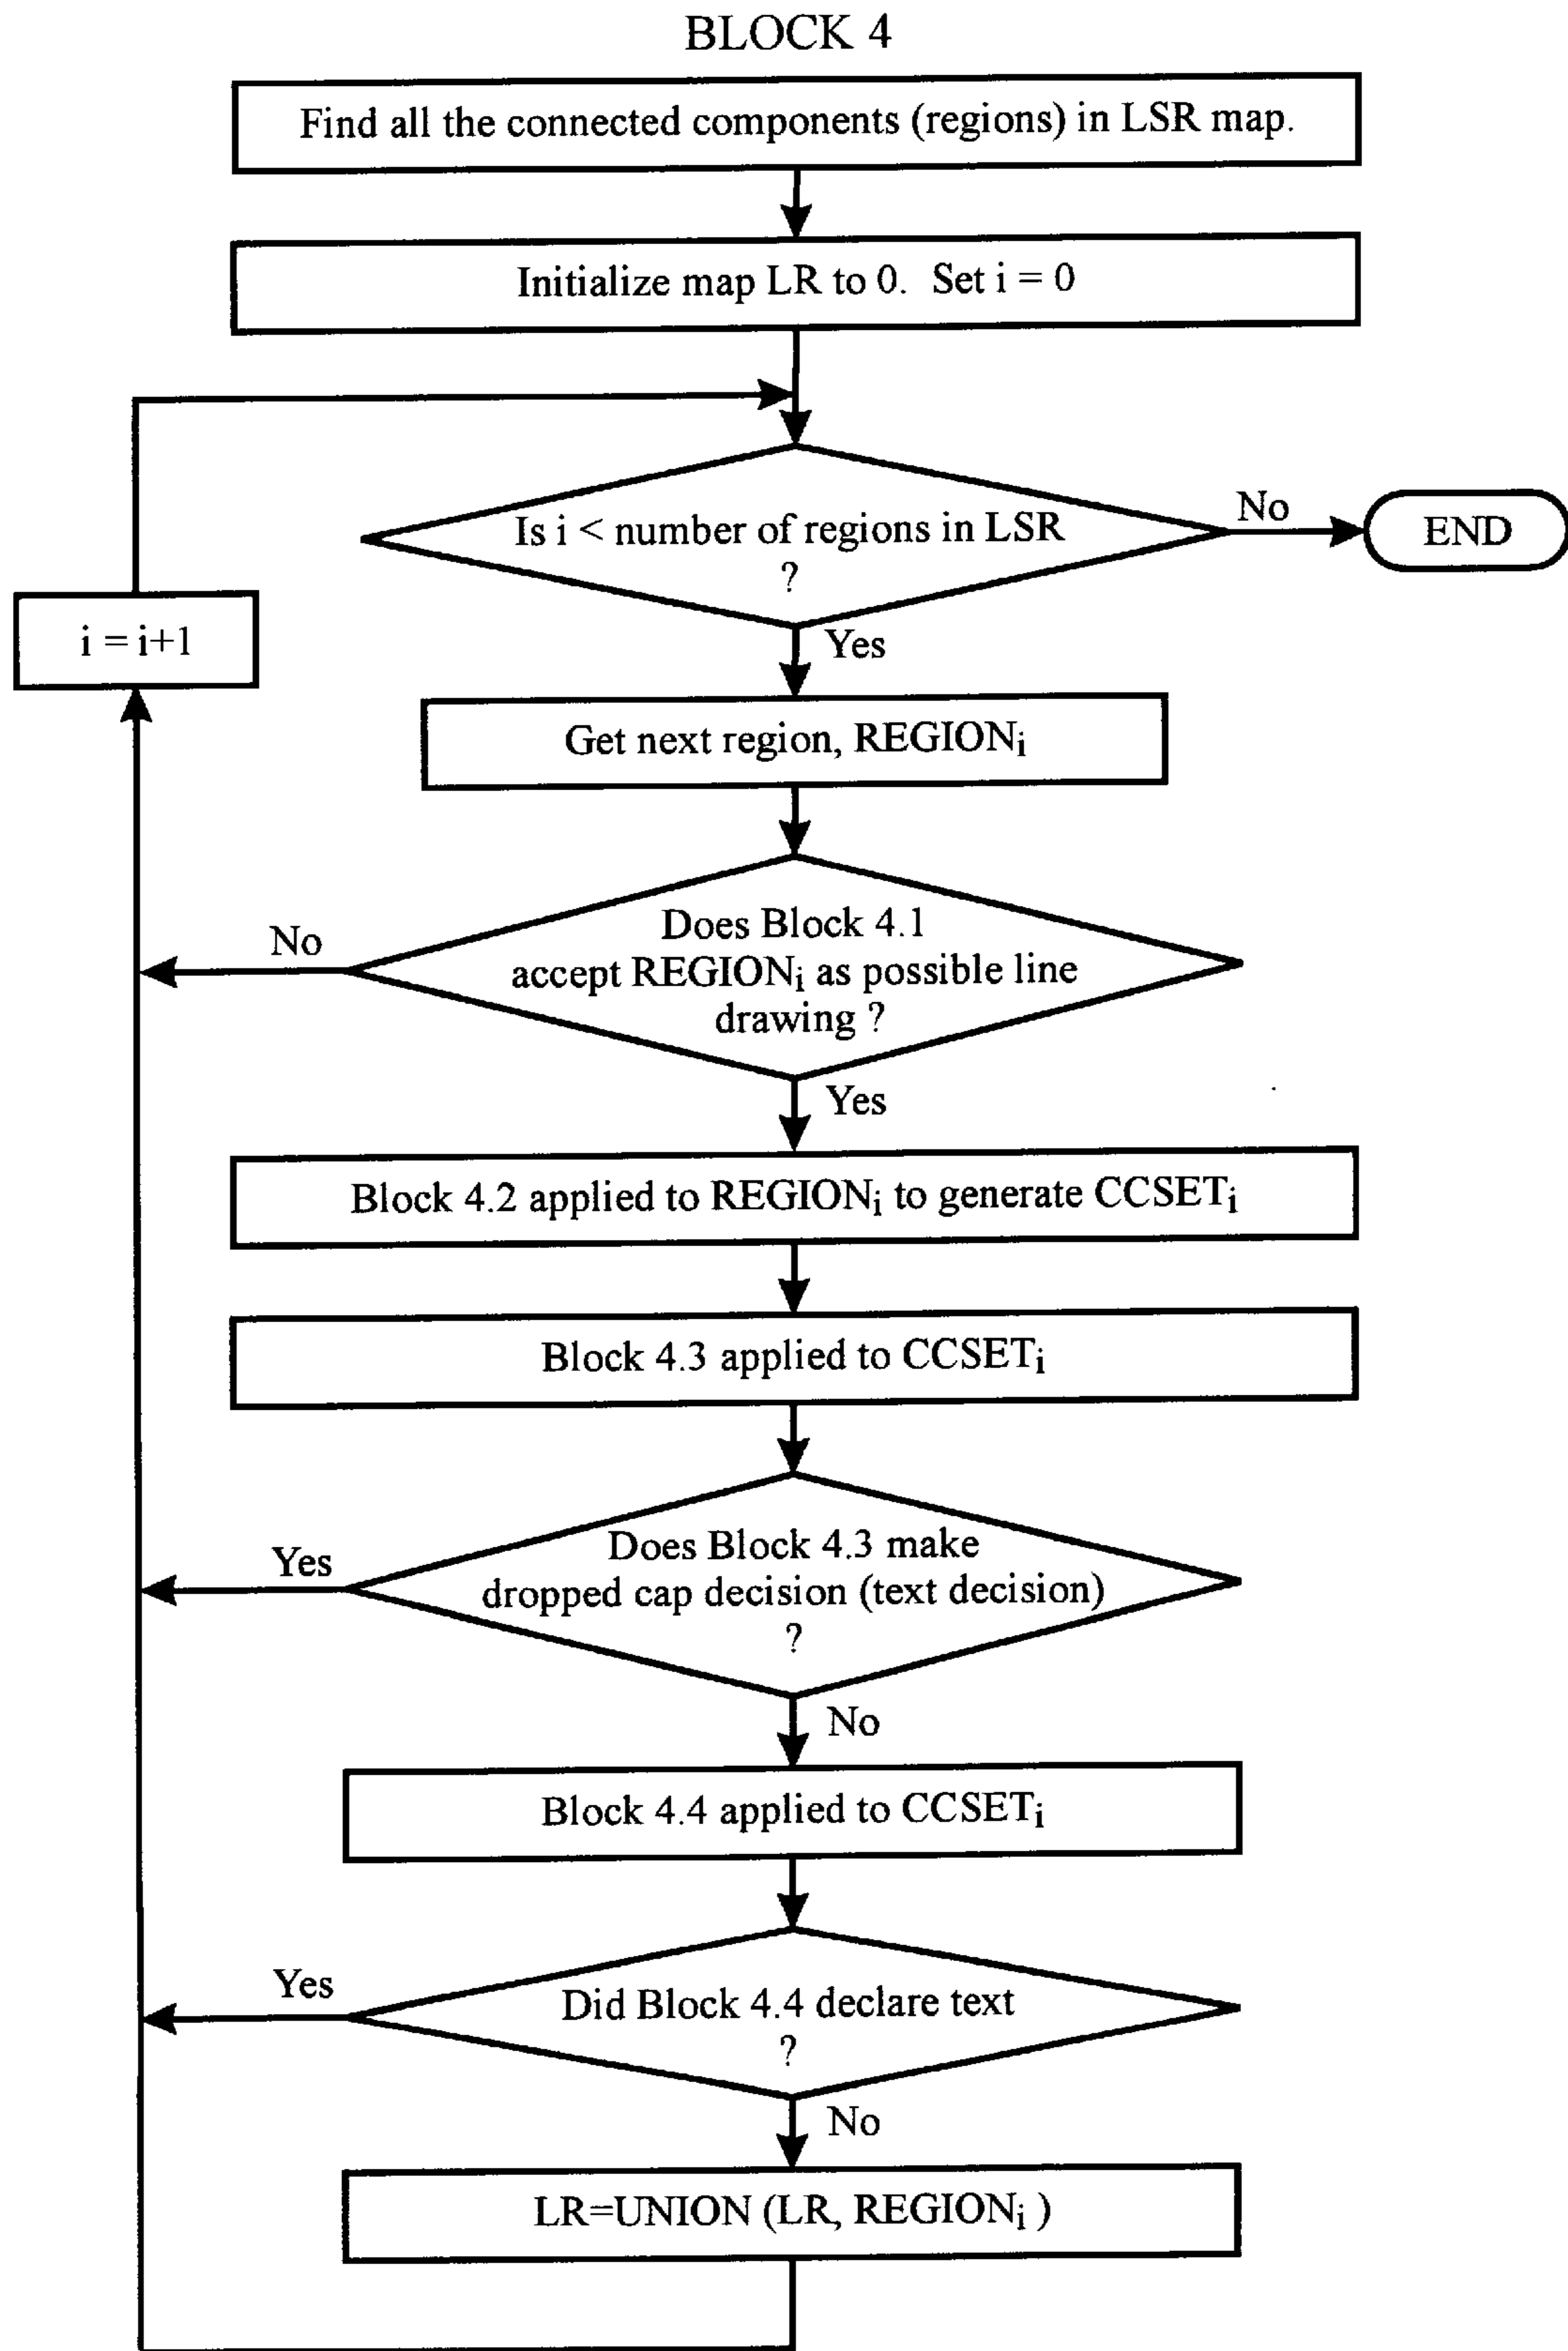 BLOCK 4
Find all the connected components (regions) in LSR map.
Initialize map LR to 0. Set i = 0
Is i < number of regions in LSR
?
No
END
i = i+1
Yes
Get next region, REGIONi
Does Block 4.1
accept REGIONi as possible line
drawing ?
No
Yes
Block 4.2 applied to REGIONi to generate CCSETi
Block 4.3 applied to CCSETi
Does Block 4.3 make
dropped cap decision (text decision)
?
Yes
No
Block 4.4 applied to CCSETi
Did Block 4.4 declare text
?
Yes
No
LR=UNION (LR, REGIONi )